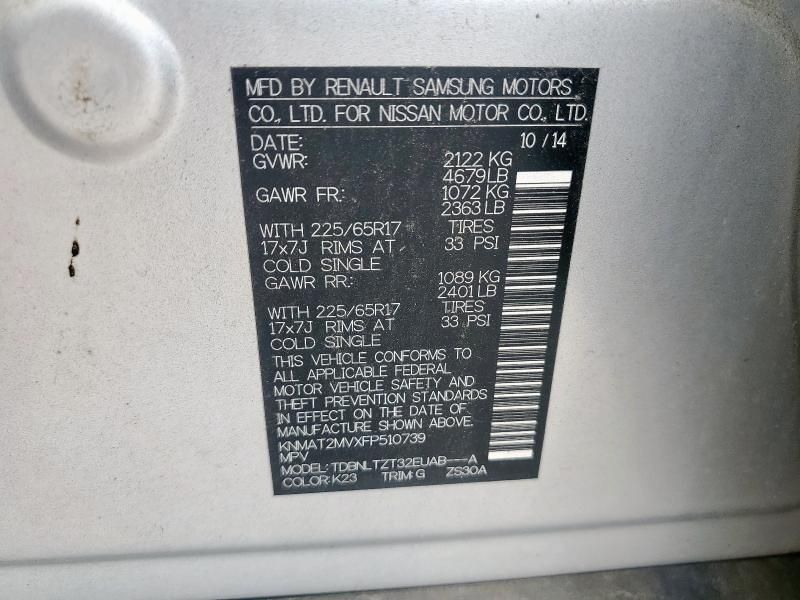 MFD BY RENAULT SAMSUNG MOTORS
CO., LTD. FOR NISSAN MOTOR CO., LTD.
DATE: 10 / 14
GVWR: 2122 KG
4679 LB
GAWR FR: 1072 KG
2363 LB
WITH 225/65R17 TIRES
17x7J RIMS AT 33 PSI
COLD SINGLE
GAWR RR: 1089 KG
2401 LB
WITH 225/65R17 TIRES
17x7J RIMS AT 33 PSI
COLD SINGLE
THIS VEHICLE CONFORMS TO
ALL APPLICABLE FEDERAL
MOTOR VEHICLE SAFETY AND
THEFT PREVENTION STANDARDS
IN EFFECT ON THE DATE OF
MANUFACTURE SHOWN ABOVE.
KNMAT2MVXFP510739
MPV
MODEL: TDBNLTZT32EUAB---A
COLOR: K23 TRIM: G ZS30A